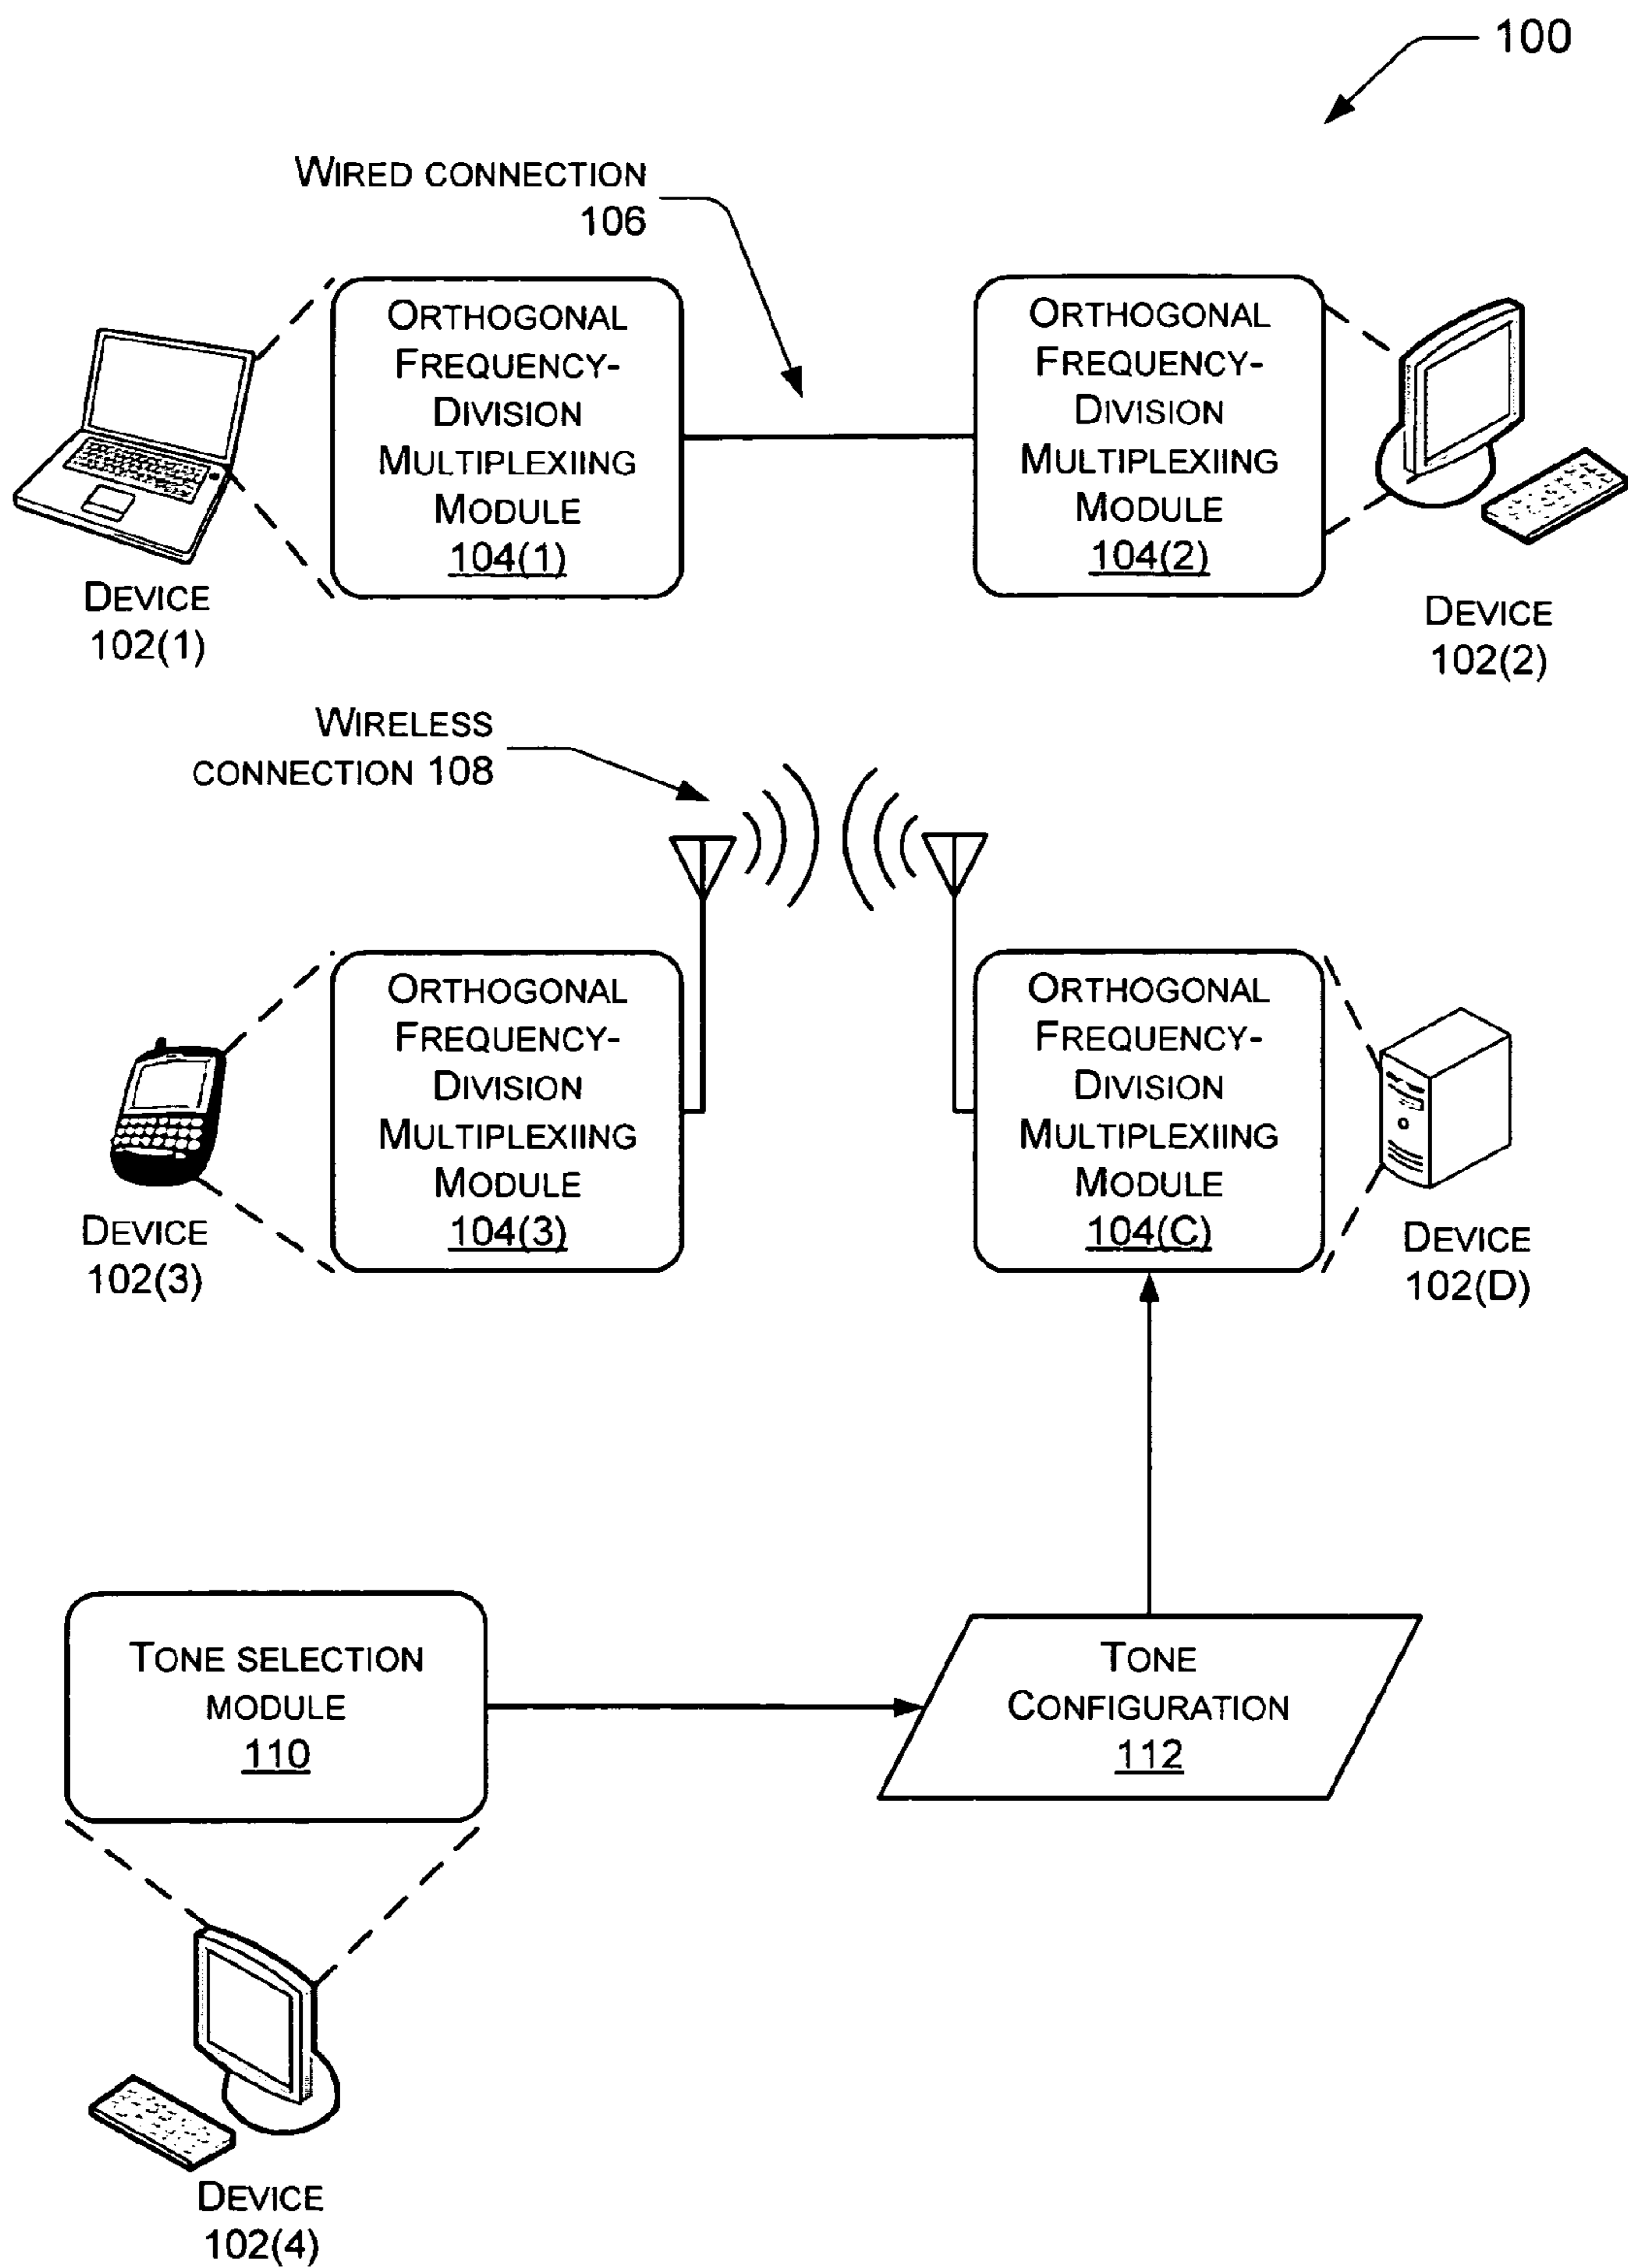 100
WIRED CONNECTION
106
ORTHOGONAL
FREQUENCY-
DIVISION
MULTIPLEXIING
MODULE
104(1)
ORTHOGONAL
FREQUENCY-
DIVISION
MULTIPLEXIING
MODULE
104(2)
DEVICE
102(1)
DEVICE
102(2)
WIRELESS
CONNECTION 108
ORTHOGONAL
FREQUENCY-
DIVISION
MULTIPLEXIING
MODULE
104(3)
ORTHOGONAL
FREQUENCY-
DIVISION
MULTIPLEXIING
MODULE
104(C)
DEVICE
102(3)
DEVICE
102(D)
TONE SELECTION
MODULE
110
TONE
CONFIGURATION
112
DEVICE
102(4)